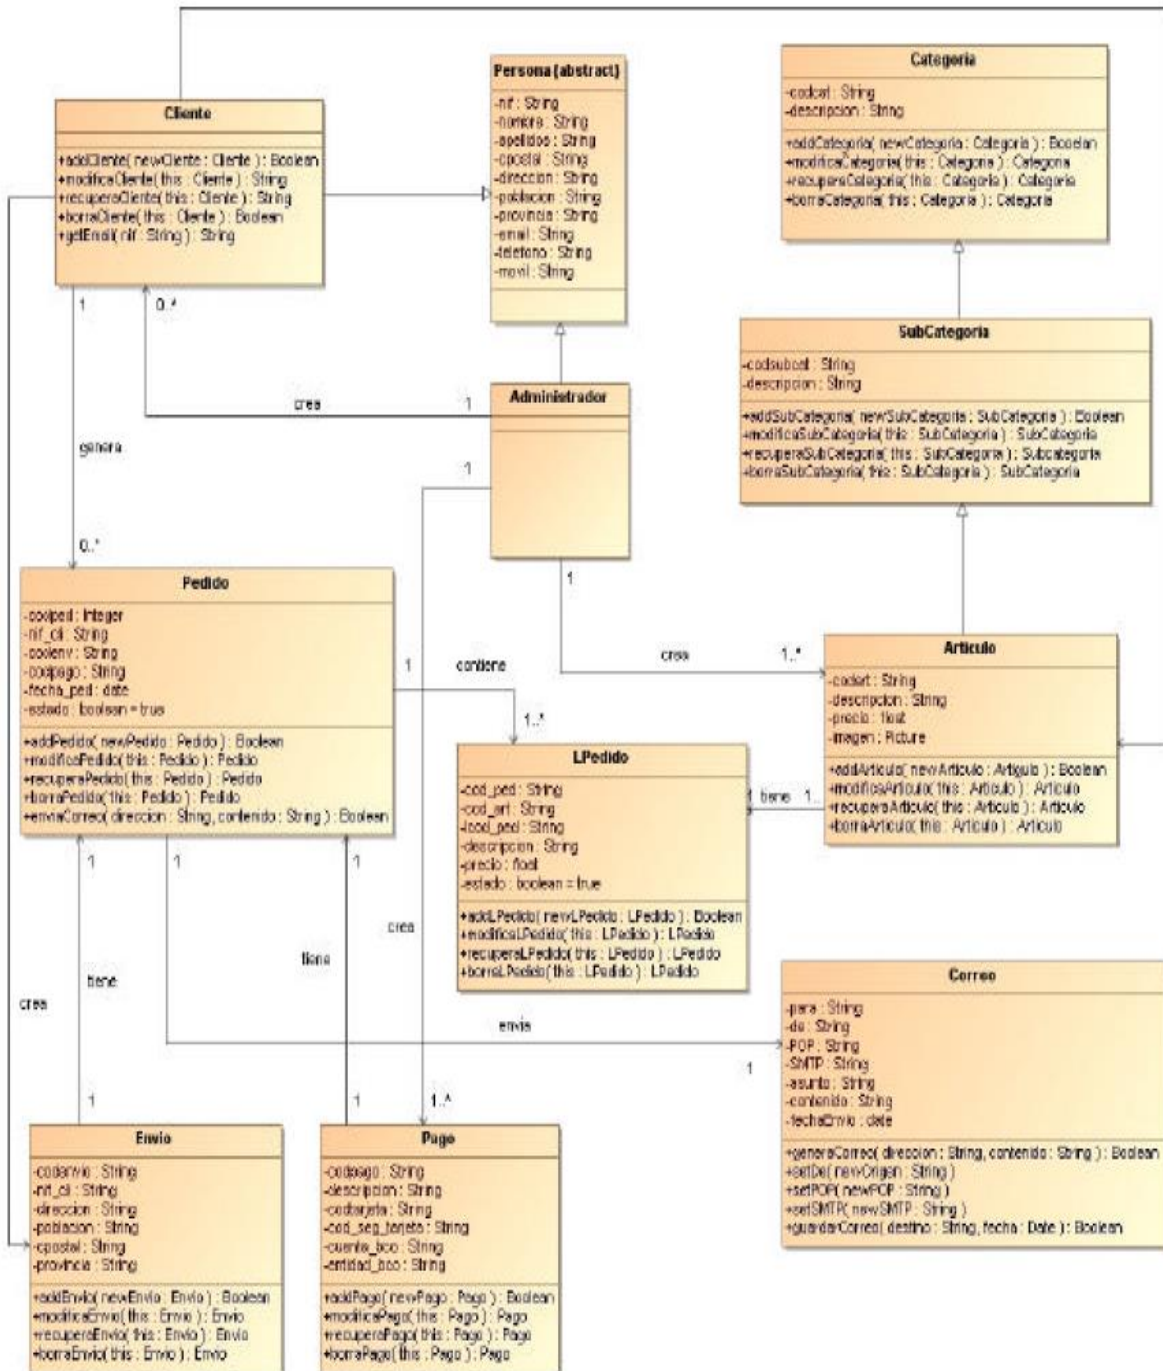 Cliente
+addCliente( newCliente : Cliente ) : Boolean
+modificaCliente( this : Cliente ) : String
+recuperaCliente( this : Cliente ) : String
+borraCliente( this : Cliente ) : Boolean
+getEmail( nif : String ) : String
Persona (abstract)
-nif : String
-nombre : String
-apellidos : String
-cpostal : String
-direccion : String
-poblacion : String
-provincia : String
-email : String
-telefono : String
-movil : String
Categoria
-codcat : String
-descripcion : String
+addCategoria( newCategoria : Categoria ) : Boolean
+modificaCategoria( this : Categoria ) : Categoria
+recuperaCategoria( this : Categoria ) : Categoria
+borraCategoria( this : Categoria ) : Categoria
1
0..*
crea
1
genera
0..*
Administrador
1
1
SubCategoria
-codsubcat : String
-descripcion : String
+addSubCategoria( newSubCategoria : SubCategoria ) : Boolean
+modificaSubCategoria( this : SubCategoria ) : SubCategoria
+recuperaSubCategoria( this : SubCategoria ) : Subcategoria
+borraSubCategoria( this : SubCategoria ) : SubCategoria
Pedido
-codped : Integer
-nif_cli : String
-codenv : String
-codpago : String
-fecha_ped : date
-estado : boolean = true
+addPedido( newPedido : Pedido ) : Boolean
+modificaPedido( this : Pedido ) : Pedido
+recuperaPedido( this : Pedido ) : Pedido
+borraPedido( this : Pedido ) : Pedido
+enviaCorreo( direccion : String, contenido : String ) : Boolean
1
contiene
1..*
crea
1..*
Articulo
-codart : String
-descripcion : String
-precio : float
-imagen : Picture
+addArticulo( newArticulo : Artigulo ) : Boolean
+modificaArticulo( this : Articulo ) : Articulo
+recuperaArticulo( this : Articulo ) : Articulo
+borraArticulo( this : Articulo ) : Articulo
LPedido
-cod_ped : String
-cod_art : String
-lcod_ped : String
-descripcion : String
-precio : float
-estado : boolean = true
+addLPedido( newLPedido : LPedido ) : Boolean
+modificaLPedido( this : LPedido ) : LPedido
+recuperaLPedido( this : LPedido ) : LPedido
+borraLPedido( this : LPedido ) : LPedido
1 tiene 1..
1
1
1
crea
tiene
tiene
crea
envia
1
1
1
1..*
Correo
-para : String
-de : String
-POP : String
-SMTP : String
-asunto : String
-contenido : String
-fechaEnvio : date
+generaCorreo( direccion : String, contenido : String ) : Boolean
+setDe( newOrigen : String )
+setPOP( newPOP : String )
+setSMTP( newSMTP : String )
+guardarCorreo( destino : String, fecha : Date ) : Boolean
Envio
-codenvio : String
-nif_cli : String
-direccion : String
-poblacion : String
-cpostal : String
-provincia : String
+addEnvio( newEnvio : Envio ) : Boolean
+modificaEnvio( this : Envio ) : Envio
+recuperaEnvio( this : Envio ) : Envio
+borraEnvio( this : Envio ) : Envio
Pago
-codpago : String
-descripcion : String
-codtarjeta : String
-cod_seg_tarjeta : String
-cuenta_bco : String
-entidad_bco : String
+addPago( newPago : Pago ) : Boolean
+modificaPago( this : Pago ) : Pago
+recuperaPago( this : Pago ) : Pago
+borraPago( this : Pago ) : Pago